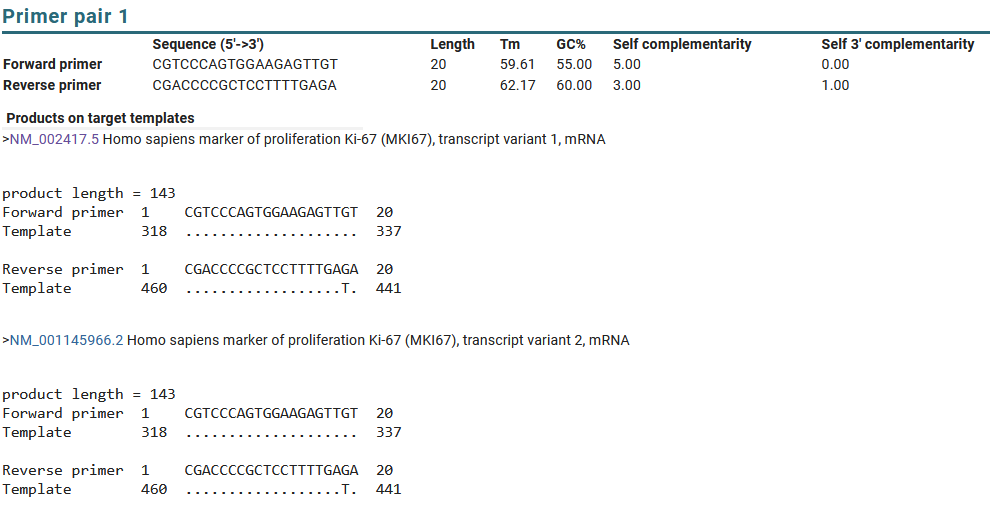 Primer pair 1
Sequence (5'->3') Length Tm GC% Self complementarity Self 3' complementarity
Forward primer CGTCCCAGTGGAAGAGTTGT 20 59.61 55.00 5.00 0.00
Reverse primer CGACCCCGCTCCTTTTGAGA 20 62.17 60.00 3.00 1.00
Products on target templates
>NM_002417.5 Homo sapiens marker of proliferation Ki-67 (MKI67), transcript variant 1, mRNA
product length = 143
Forward primer 1 CGTCCCAGTGGAAGAGTTGT 20
Template 318 .................... 337
Reverse primer 1 CGACCCCGCTCCTTTTGAGA 20
Template 460 ..................T. 441
>NM_001145966.2 Homo sapiens marker of proliferation Ki-67 (MKI67), transcript variant 2, mRNA
product length = 143
Forward primer 1 CGTCCCAGTGGAAGAGTTGT 20
Template 318 .................... 337
Reverse primer 1 CGACCCCGCTCCTTTTGAGA 20
Template 460 ..................T. 441